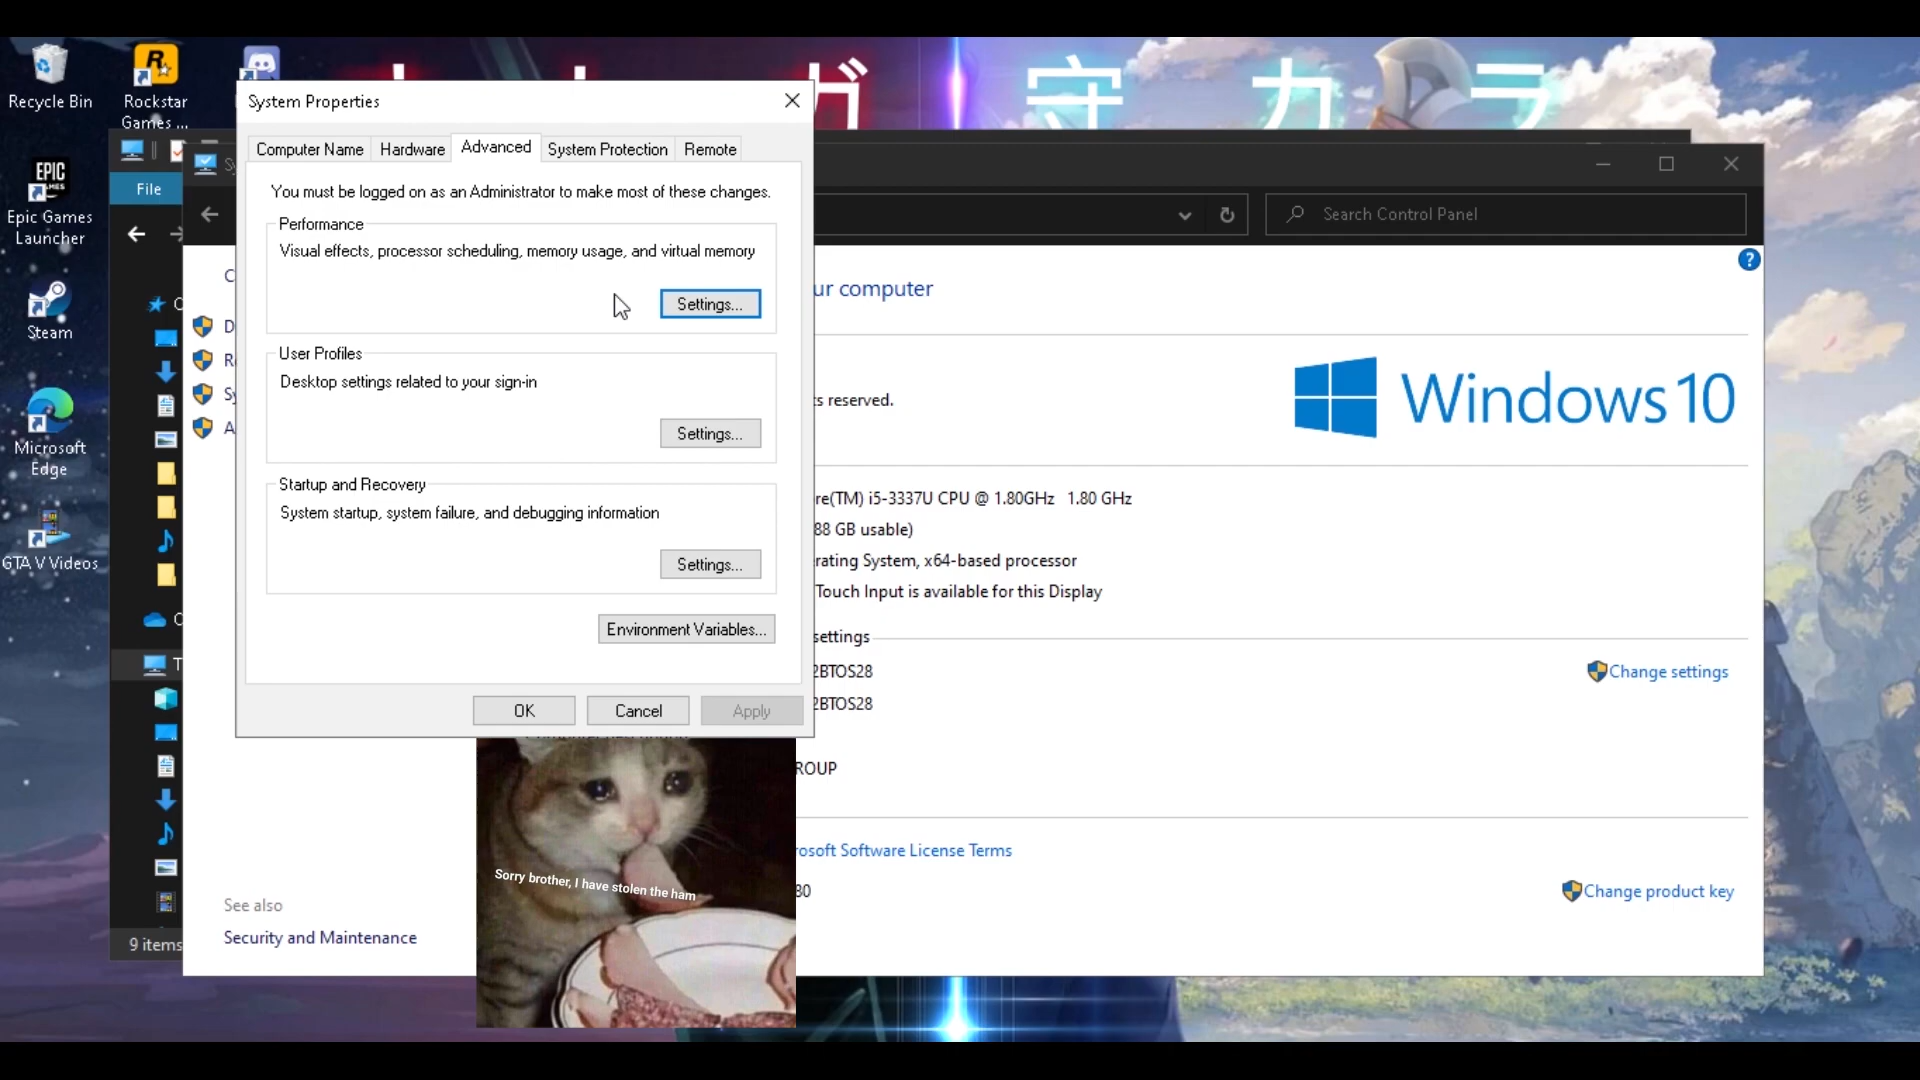 ガ
守
カ
ラ
Recycle Bin
Rockstar
Games ...
Epic Games
Launcher
Steam
Microsoft
Edge
GTA V Videos
File
System Properties
Computer Name
Hardware
Advanced
System Protection
Remote
You must be logged on as an Administrator to make most of these changes.
Performance
Visual effects, processor scheduling, memory usage, and virtual memory
Settings...
User Profiles
Desktop settings related to your sign-in
Settings...
Startup and Recovery
System startup, system failure, and debugging information
Settings...
Environment Variables...
OK
Cancel
Apply
Search Control Panel
ur computer
ts reserved.
Windows 10
re(TM) i5-3337U CPU @ 1.80GHz 1.80 GHz
88 GB usable)
rating System, x64-based processor
Touch Input is available for this Display
settings
2BTOS28
Change settings
2BTOS28
ROUP
rosoft Software License Terms
80
Change product key
Sorry brother, I have stolen the ham
See also
Security and Maintenance
9 items